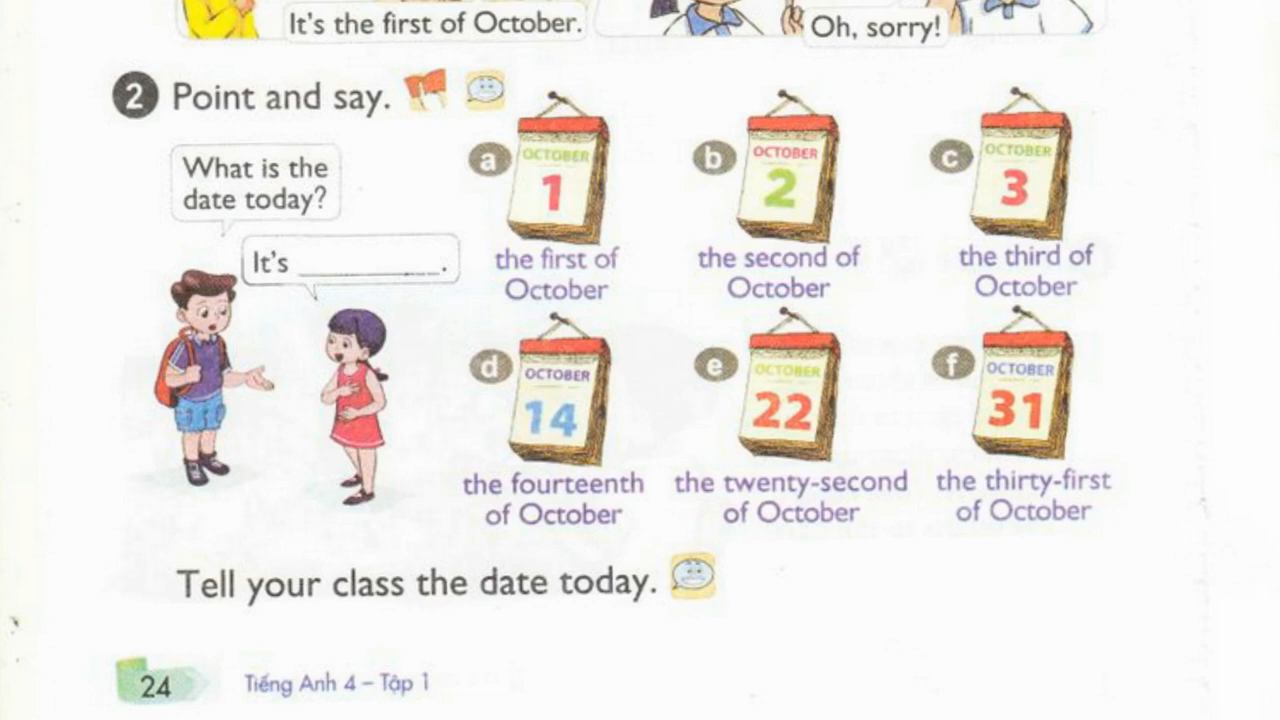 It's the first of October.
Oh, sorry!
2 Point and say.
What is the
date today?
It's ____________.
a
OCTOBER
1
the first of
October
b
OCTOBER
2
the second of
October
c
OCTOBER
3
the third of
October
d
OCTOBER
14
the fourteenth
of October
e
OCTOBER
22
the twenty-second
of October
f
OCTOBER
31
the thirty-first
of October
Tell your class the date today.
24
Tiếng Anh 4 – Tập 1